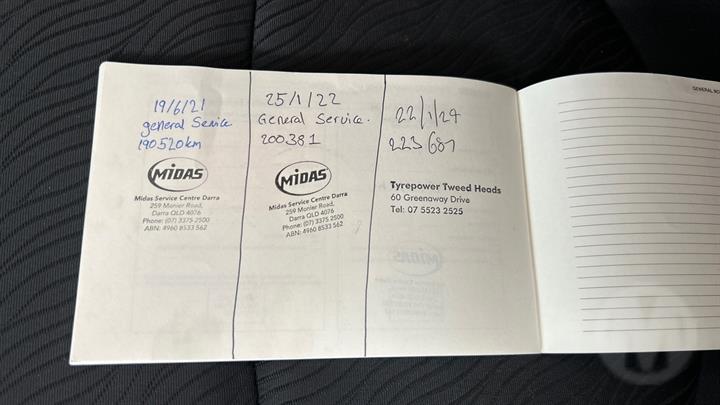 19/6/21
general Service
190520km
MIDAS
Midas Service Centre Darra
259 Monier Road,
Darra QLD 4076
Phone: (07) 3375 2500
ABN: 4960 8533 562
25/1/22
General Service.
200381
MIDAS
Midas Service Centre Darra
259 Monier Road,
Darra QLD 4076
Phone: (07) 3375 2500
ABN: 4960 8533 562
22/1/24
223681
Tyrepower Tweed Heads
60 Greenaway Drive
Tel: 07 5523 2525
GENERAL